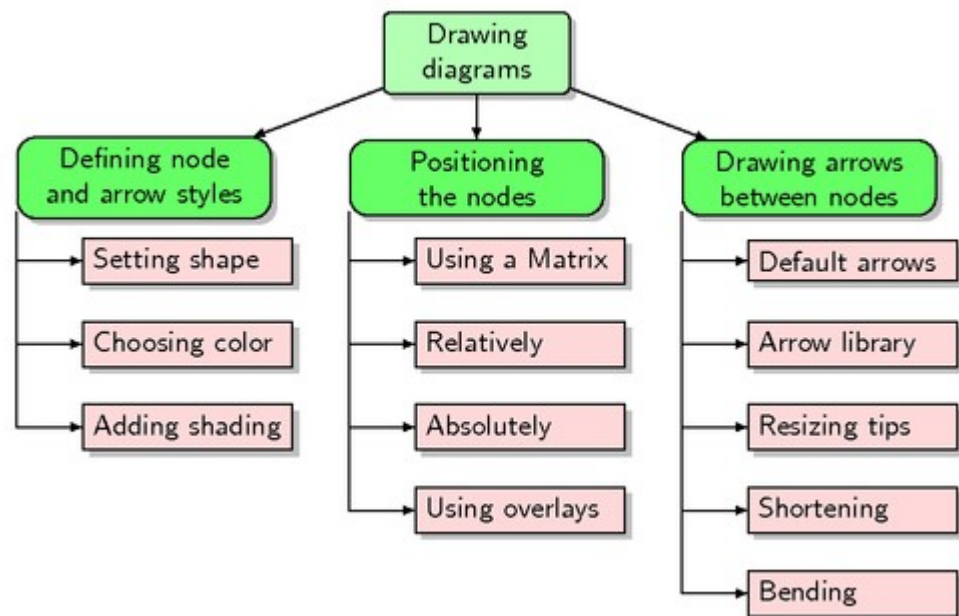 Drawing
diagrams
Defining node
and arrow styles
Setting shape
Choosing color
Adding shading
Positioning
the nodes
Using a Matrix
Relatively
Absolutely
Using overlays
Drawing arrows
between nodes
Default arrows
Arrow library
Resizing tips
Shortening
Bending